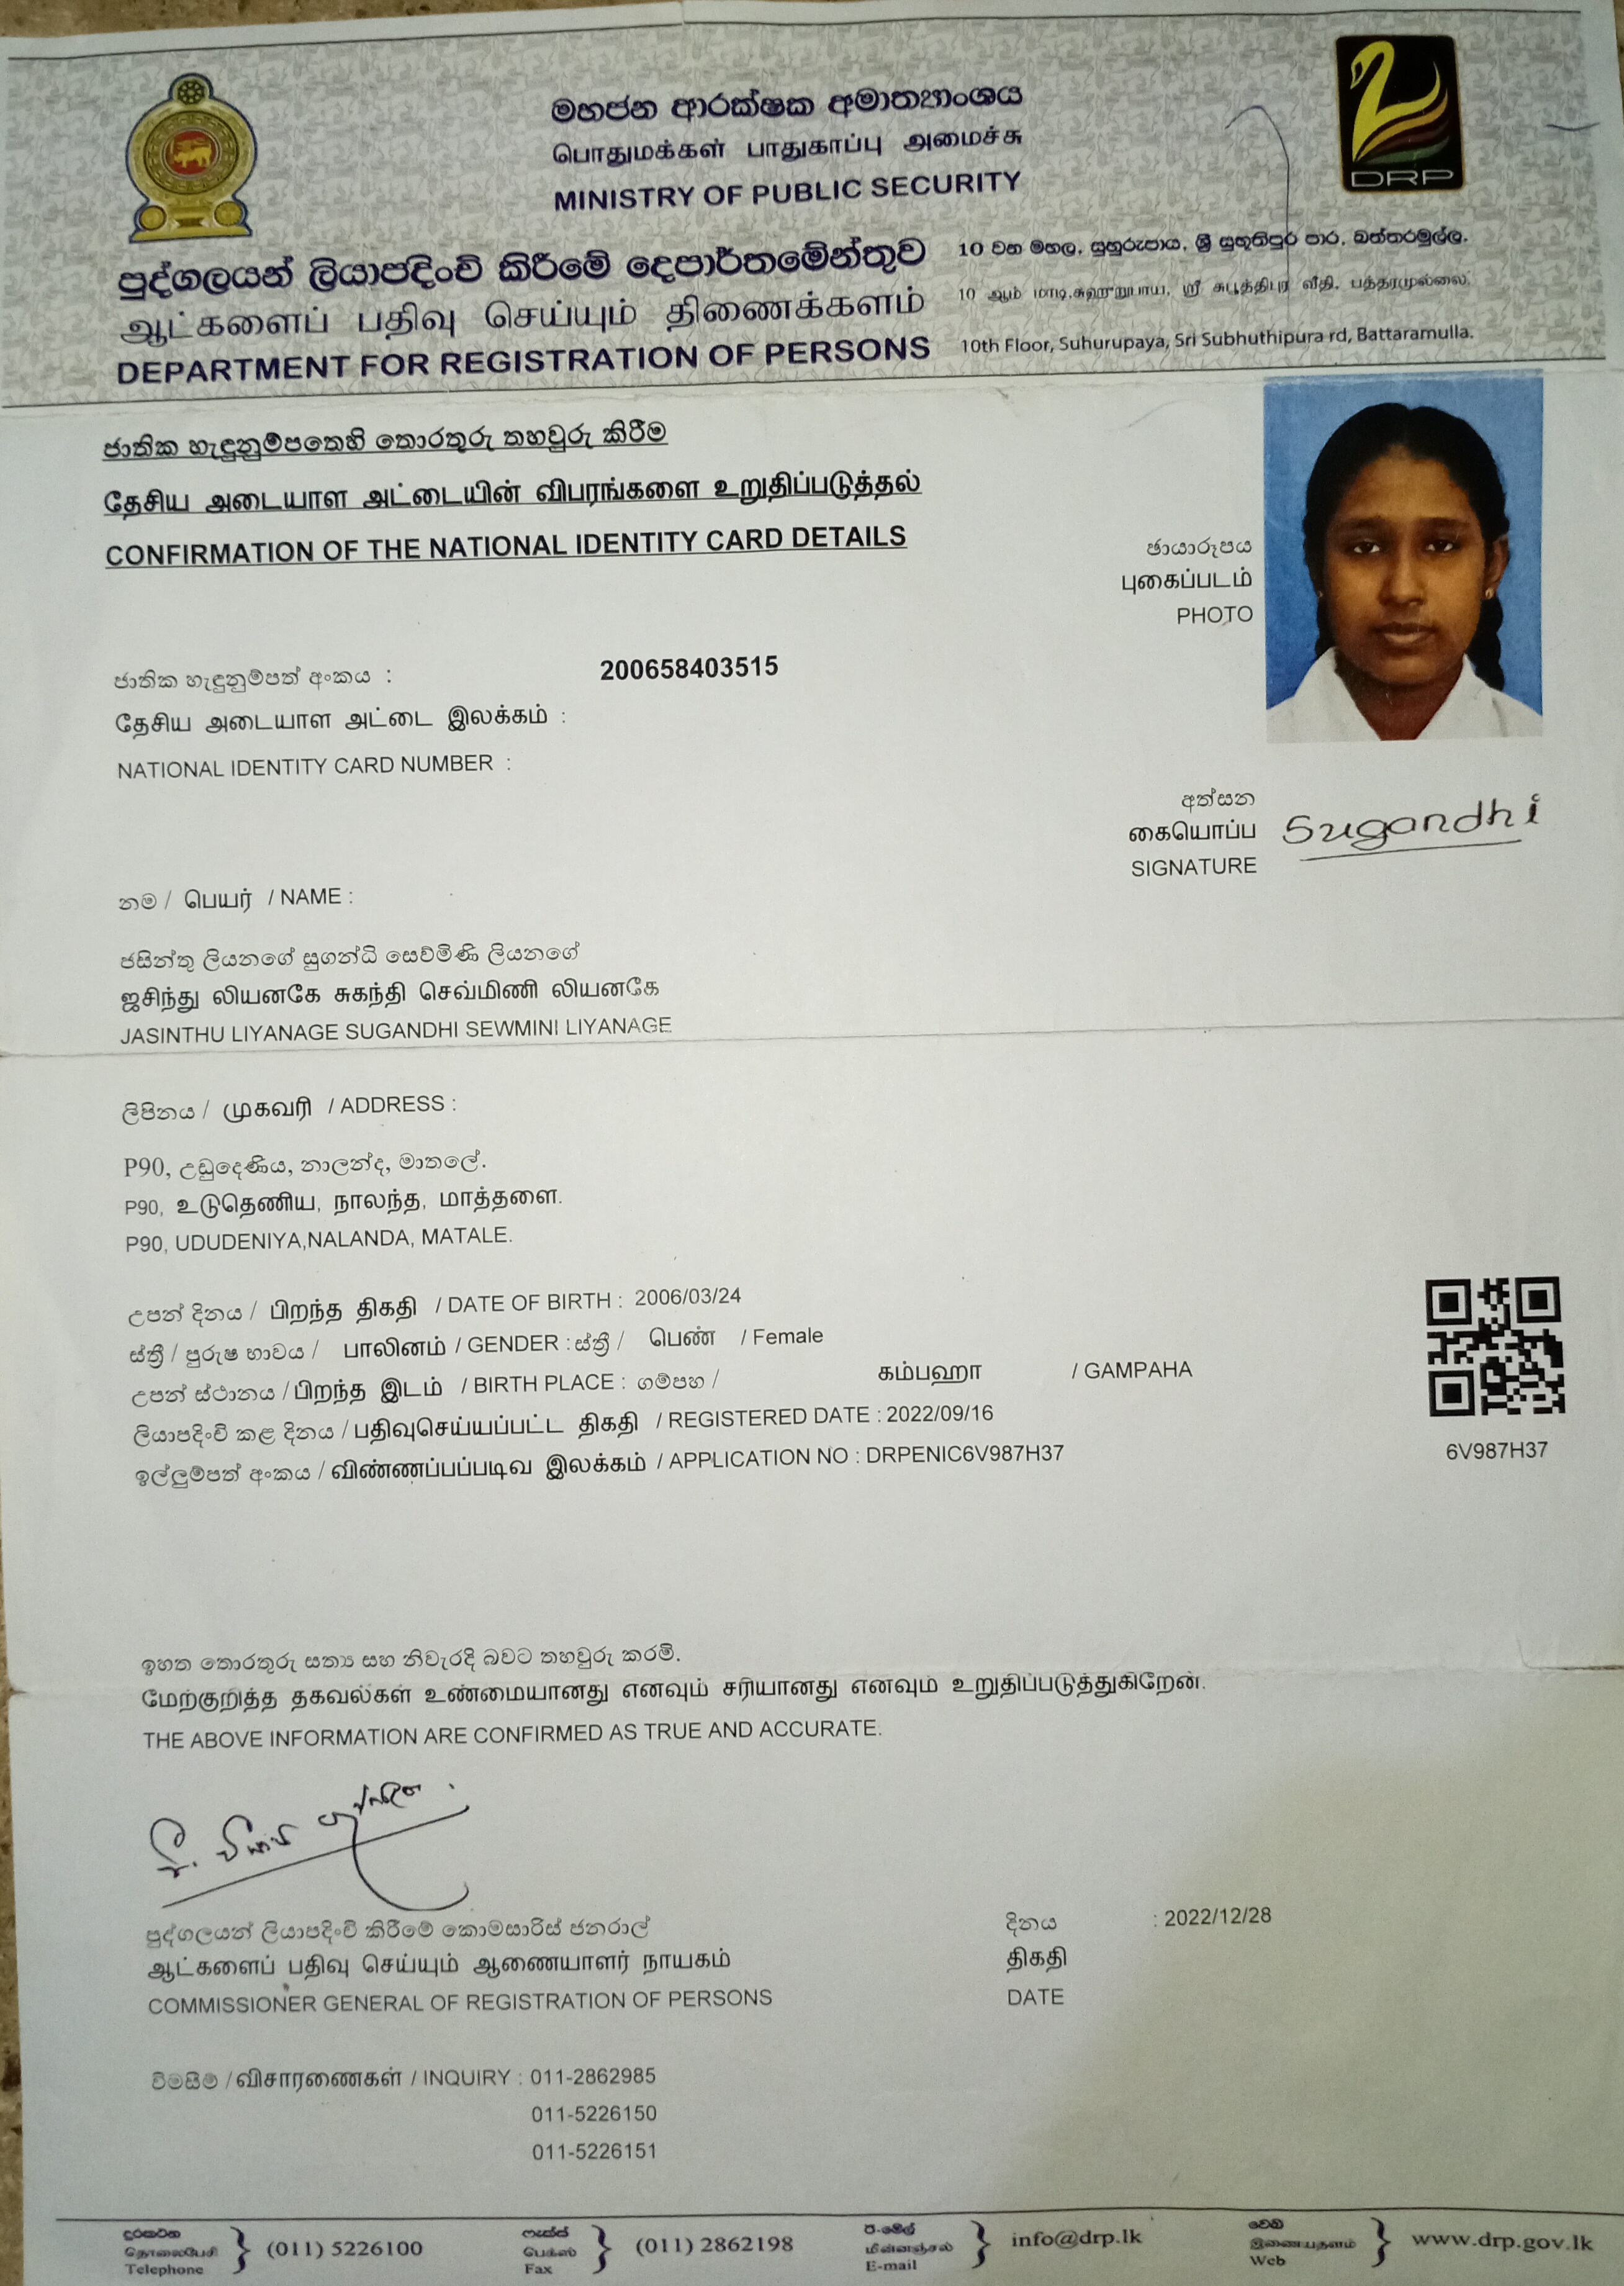 මහජන ආරක්ෂක අමාත්‍යාංශය
பொதுமக்கள் பாதுகாப்பு அமைச்சு
MINISTRY OF PUBLIC SECURITY
DRP
පුද්ගලයන් ලියාපදිංචි කිරීමේ දෙපාර්තමේන්තුව
ஆட்களைப் பதிவு செய்யும் திணைக்களம்
DEPARTMENT FOR REGISTRATION OF PERSONS
10 වන මහල, සුහුරුපාය, ශ්‍රී සුභූතිපුර පාර, බත්තරමුල්ල.
10 ஆம் மாடி,சுஹுறுபாய, ஸ்ரீ சுபூத்திபுர வீதி, பத்தரமுல்லை.
10th Floor, Suhurupaya, Sri Subhuthipura rd, Battaramulla.
ජාතික හැඳුනුම්පතෙහි තොරතුරු තහවුරු කිරීම
தேசிய அடையாள அட்டையின் விபரங்களை உறுதிப்படுத்தல்
CONFIRMATION OF THE NATIONAL IDENTITY CARD DETAILS
ඡායාරූපය
புகைப்படம்
PHOTO
ජාතික හැඳුනුම්පත් අංකය : 200658403515
தேசிய அடையாள அட்டை இலக்கம் :
NATIONAL IDENTITY CARD NUMBER :
අත්සන
கையொப்ப
SIGNATURE
Sugandhi
නම / பெயர் / NAME :
ජසින්තු ලියනගේ සුගන්ධි සෙව්මිණි ලියනගේ
ஜசிந்து லியனகே சுகந்தி செவ்மிணி லியனகே
JASINTHU LIYANAGE SUGANDHI SEWMINI LIYANAGE
ලිපිනය / முகவரி / ADDRESS :
P90, උඩුදෙණිය, නාලන්ද, මාතලේ.
P90, உடுதெணிய, நாலந்த, மாத்தளை.
P90, UDUDENIYA,NALANDA, MATALE.
උපන් දිනය / பிறந்த திகதி / DATE OF BIRTH : 2006/03/24
ස්ත්‍රී / පුරුෂ භාවය / பாலினம் / GENDER : ස්ත්‍රී / பெண் / Female
උපන් ස්ථානය / பிறந்த இடம் / BIRTH PLACE : ගම්පහ / கம்பஹா / GAMPAHA
ලියාපදිංචි කළ දිනය / பதிவுசெய்யப்பட்ட திகதி / REGISTERED DATE : 2022/09/16
ඉල්ලුම්පත් අංකය / விண்ணப்பப்படிவ இலக்கம் / APPLICATION NO : DRPENIC6V987H37
6V987H37
ඉහත තොරතුරු සත්‍ය සහ නිවැරදි බවට තහවුරු කරමි.
மேற்குறித்த தகவல்கள் உண்மையானது எனவும் சரியானது எனவும் உறுதிப்படுத்துகிறேன்.
THE ABOVE INFORMATION ARE CONFIRMED AS TRUE AND ACCURATE.
පුද්ගලයන් ලියාපදිංචි කිරීමේ කොමසාරිස් ජනරාල්
ஆட்களைப் பதிவு செய்யும் ஆணையாளர் நாயகம்
COMMISSIONER GENERAL OF REGISTRATION OF PERSONS
දිනය : 2022/12/28
திகதி
DATE
විමසීම් / விசாரணைகள் / INQUIRY : 011-2862985
011-5226150
011-5226151
දුරකථන
தொலைபேசி
Telephone
(011) 5226100
ෆැක්ස්
பெக்ஸ்
Fax
(011) 2862198
ඊ-මේල්
மின்னஞ்சல்
E-mail
info@drp.lk
වෙබ්
இணையதளம்
Web
www.drp.gov.lk